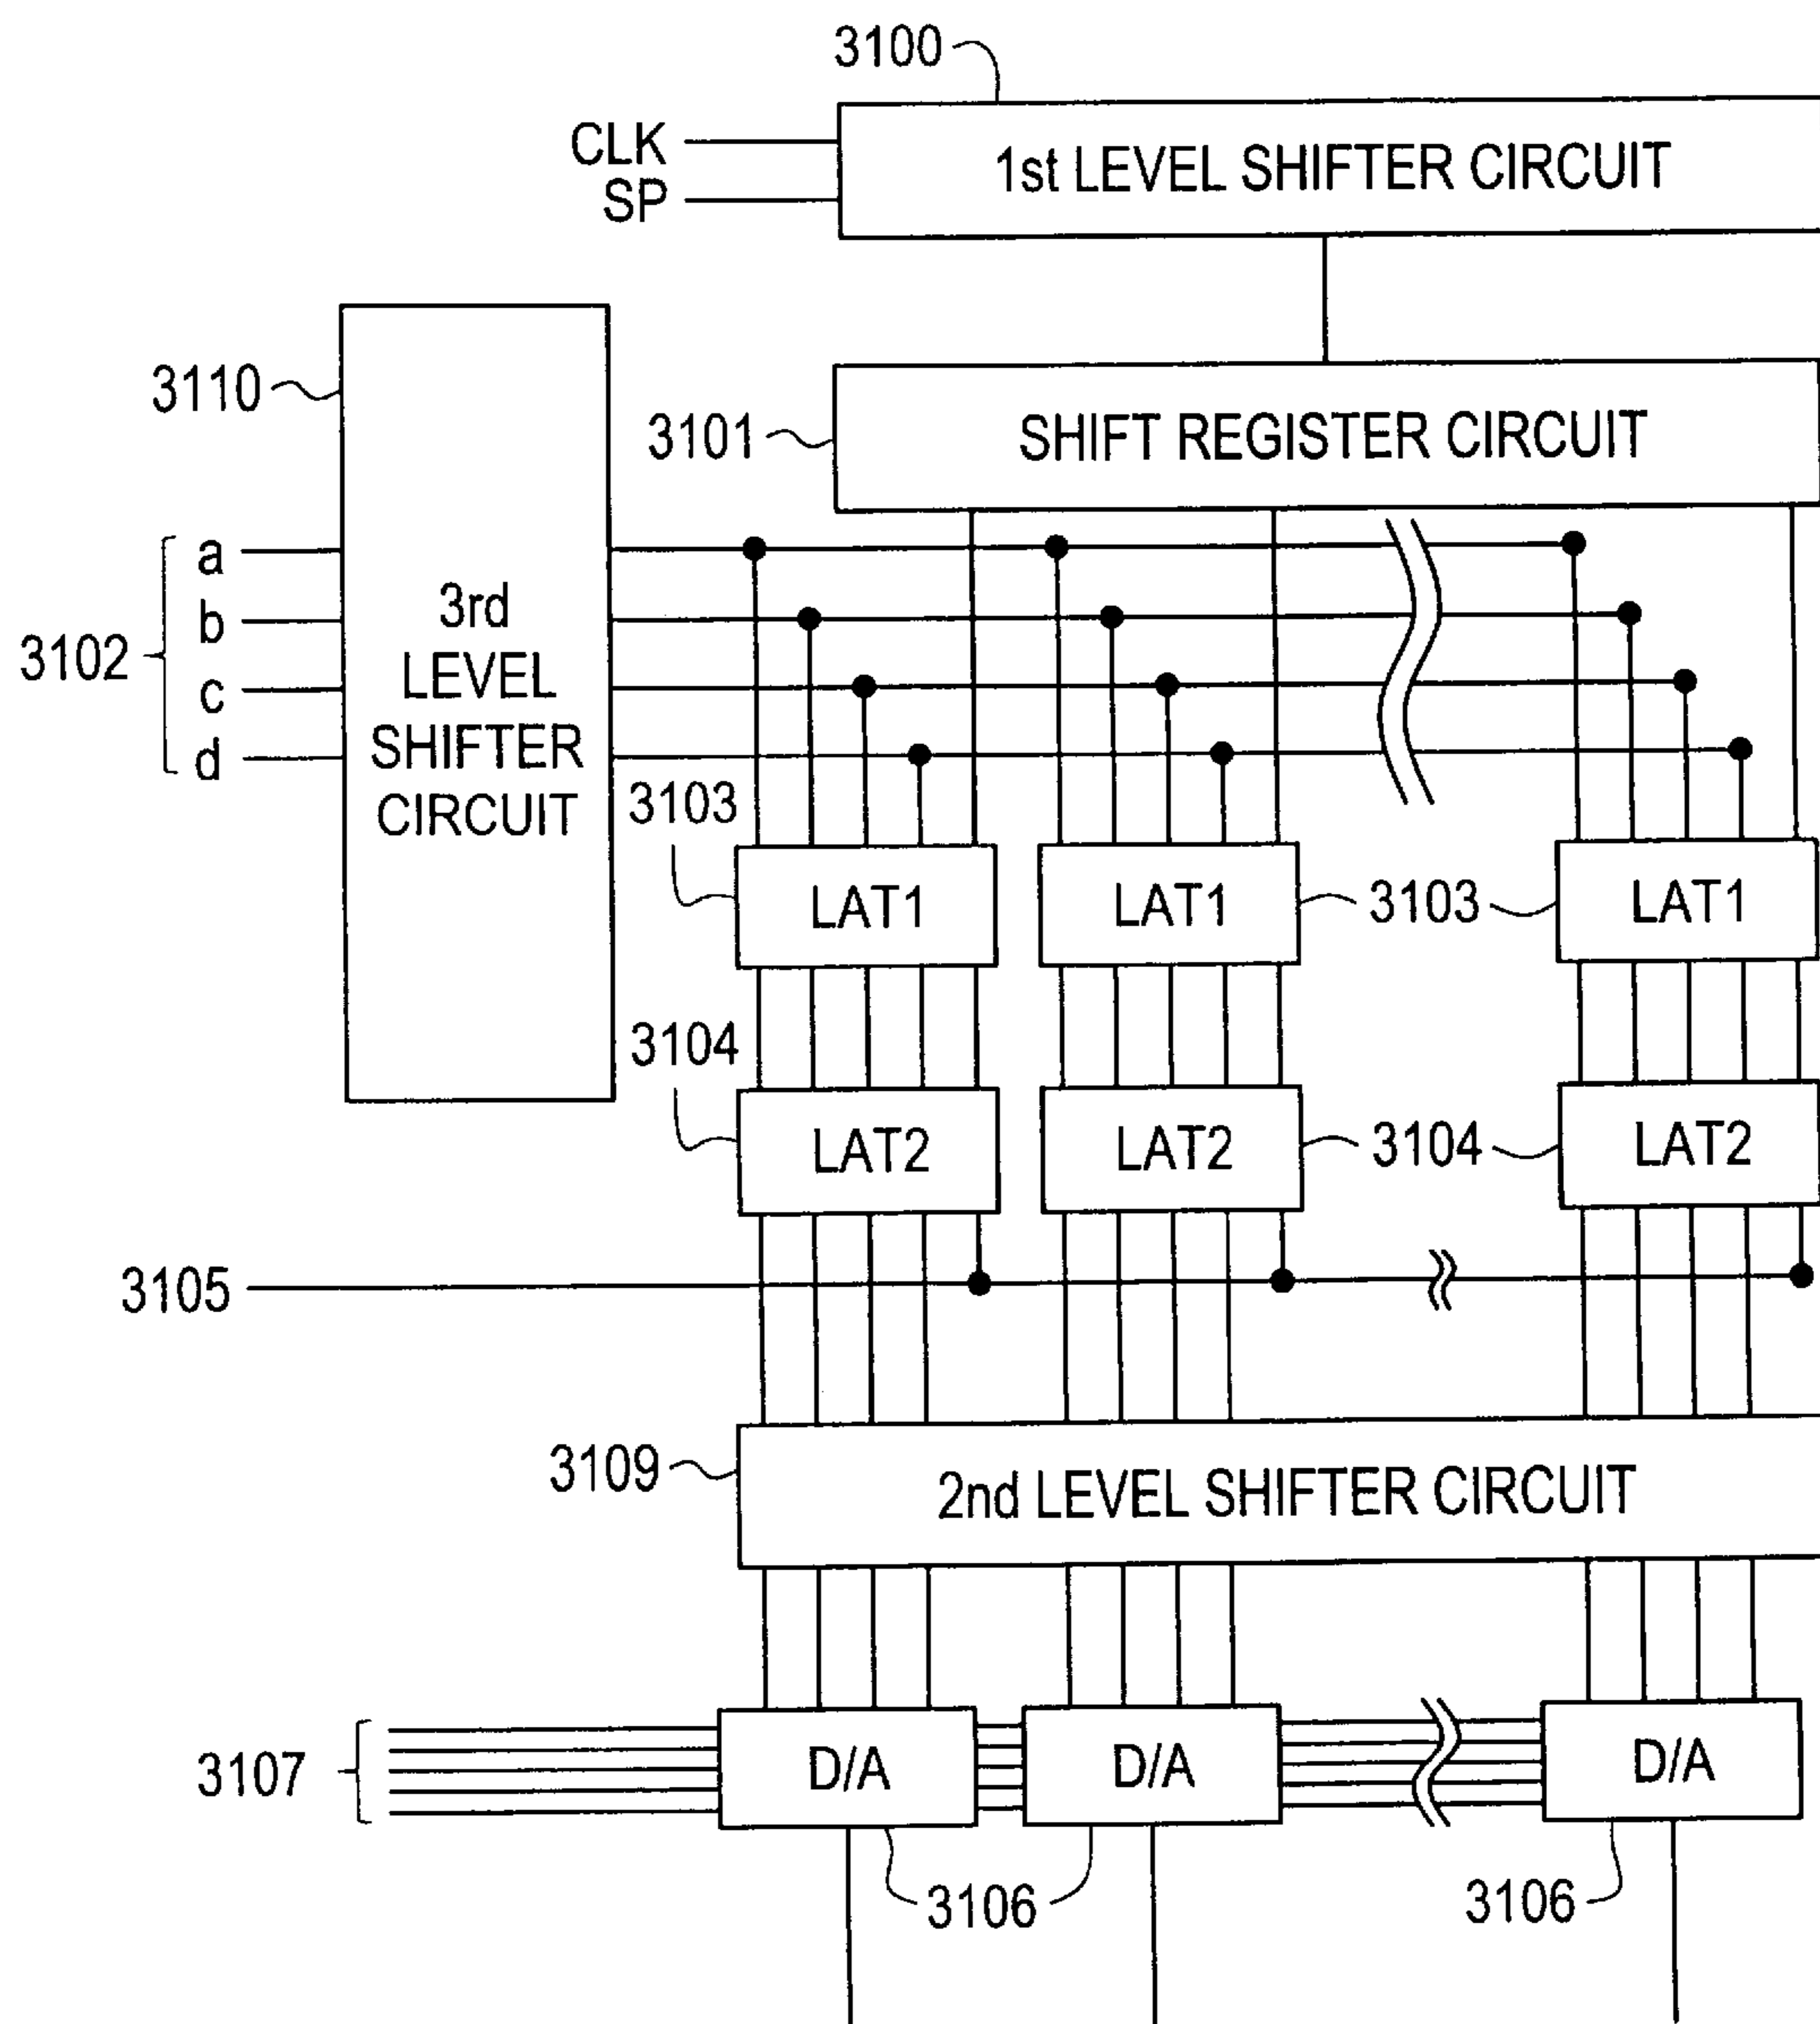 3100
CLK
1st LEVEL SHIFTER CIRCUIT
SP
3110
3101
SHIFT REGISTER CIRCUIT
3102
a
b
c
d
3rd
LEVEL
SHIFTER
CIRCUIT
3103
LAT1
LAT1
3103
LAT1
3104
LAT2
LAT2
3104
LAT2
3105
3109
2nd LEVEL SHIFTER CIRCUIT
3107
D/A
D/A
D/A
3106
3106